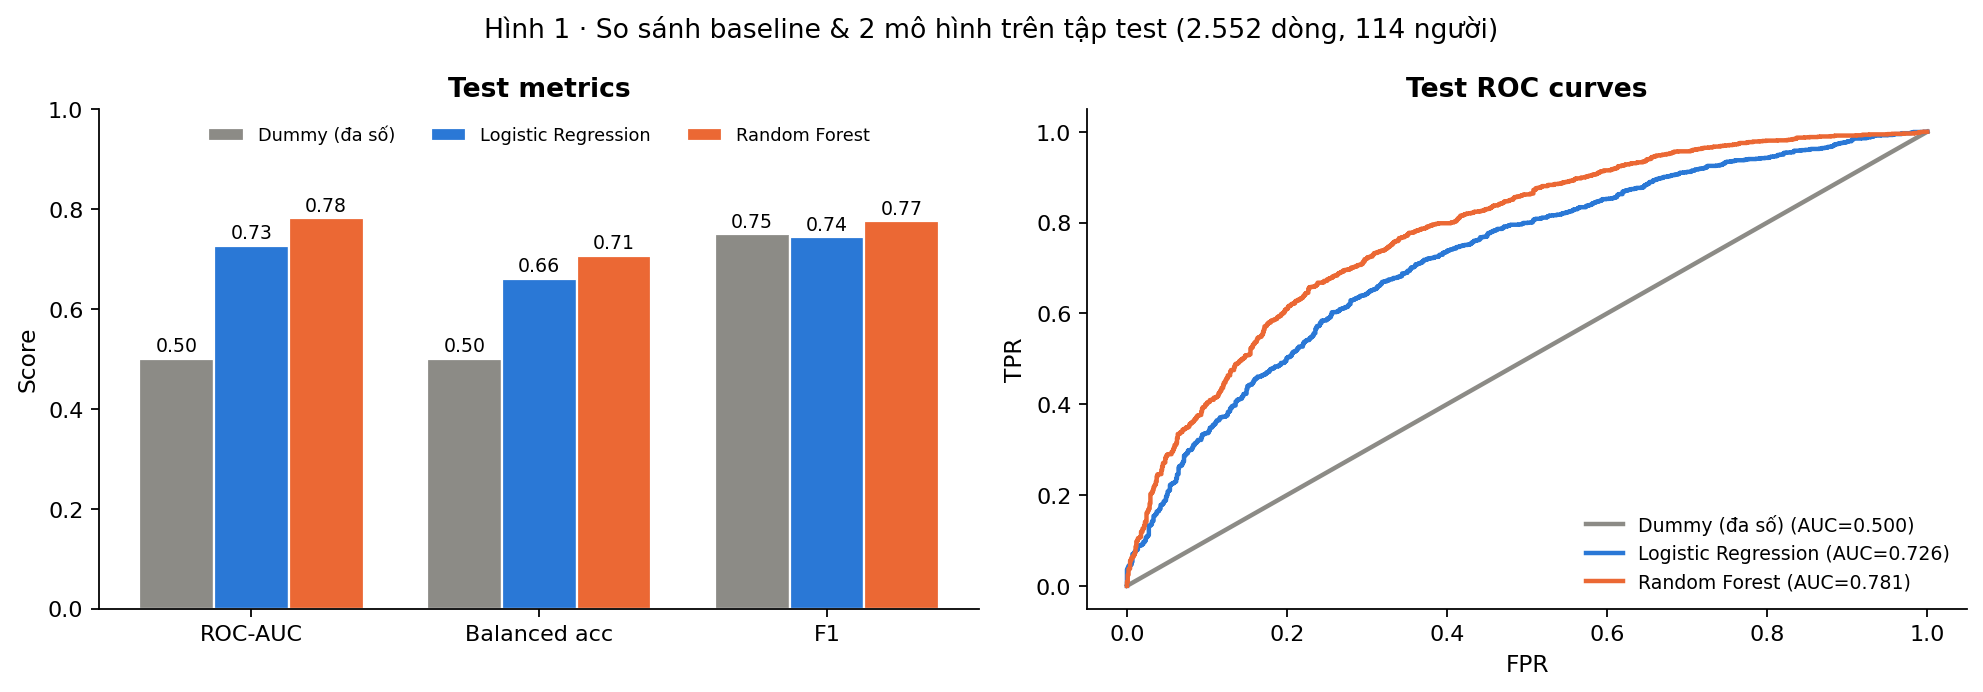 Hình 1 · So sánh baseline & 2 mô hình trên tập test (2.552 dòng, 114 người)
Test metrics
Score
1.0
0.8
0.6
0.4
0.2
0.0
Dummy (đa số)
Logistic Regression
Random Forest
0.50
0.73
0.78
0.50
0.66
0.71
0.75
0.74
0.77
ROC-AUC
Balanced acc
F1
Test ROC curves
TPR
1.0
0.8
0.6
0.4
0.2
0.0
Dummy (đa số) (AUC=0.500)
Logistic Regression (AUC=0.726)
Random Forest (AUC=0.781)
0.0
0.2
0.4
0.6
0.8
1.0
FPR